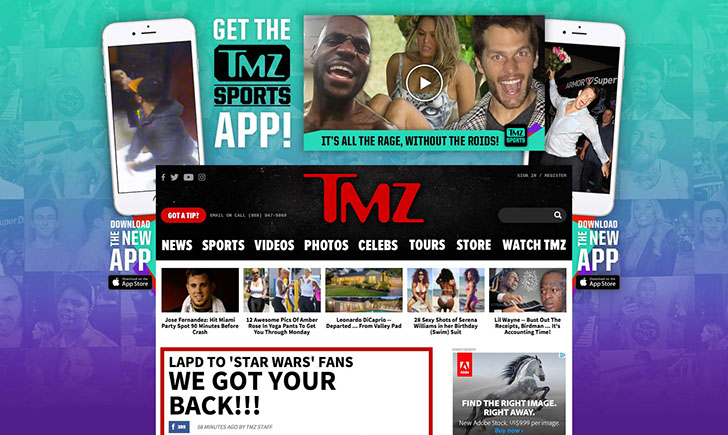 GET THE
TMZ
SPORTS
APP!
IT'S ALL THE RAGE, WITHOUT THE ROIDS!
TMZ
SPORTS
ARMOR Super
DOWNLOAD
THE NEW
APP
Download on the
App Store
DOWNLOAD
THE NEW
APP
Download on the
App Store
SIGN IN / REGISTER
TMZ
GOT A TIP?
EMAIL OR CALL (888) 847-9869
NEWS SPORTS VIDEOS PHOTOS CELEBS TOURS STORE WATCH TMZ
Jose Fernandez: Hit Miami
Party Spot 90 Minutes Before
Crash
12 Awesome Pics Of Amber
Rose In Yoga Pants To Get
You Through Monday
Leonardo DiCaprio --
Departed ... From Valley Pad
28 Sexy Shots of Serena
Williams in her Birthday
(Swim) Suit
Lil Wayne -- Bust Out The
Receipts, Birdman ... It's
Accounting Time!
LAPD TO 'STAR WARS' FANS
WE GOT YOUR
BACK!!!
58 MINUTES AGO BY TMZ STAFF
ADVERTISEMENT
Adobe
FIND THE RIGHT IMAGE.
RIGHT AWAY.
New Adobe Stock. US$9.99 per image.
Buy now ›